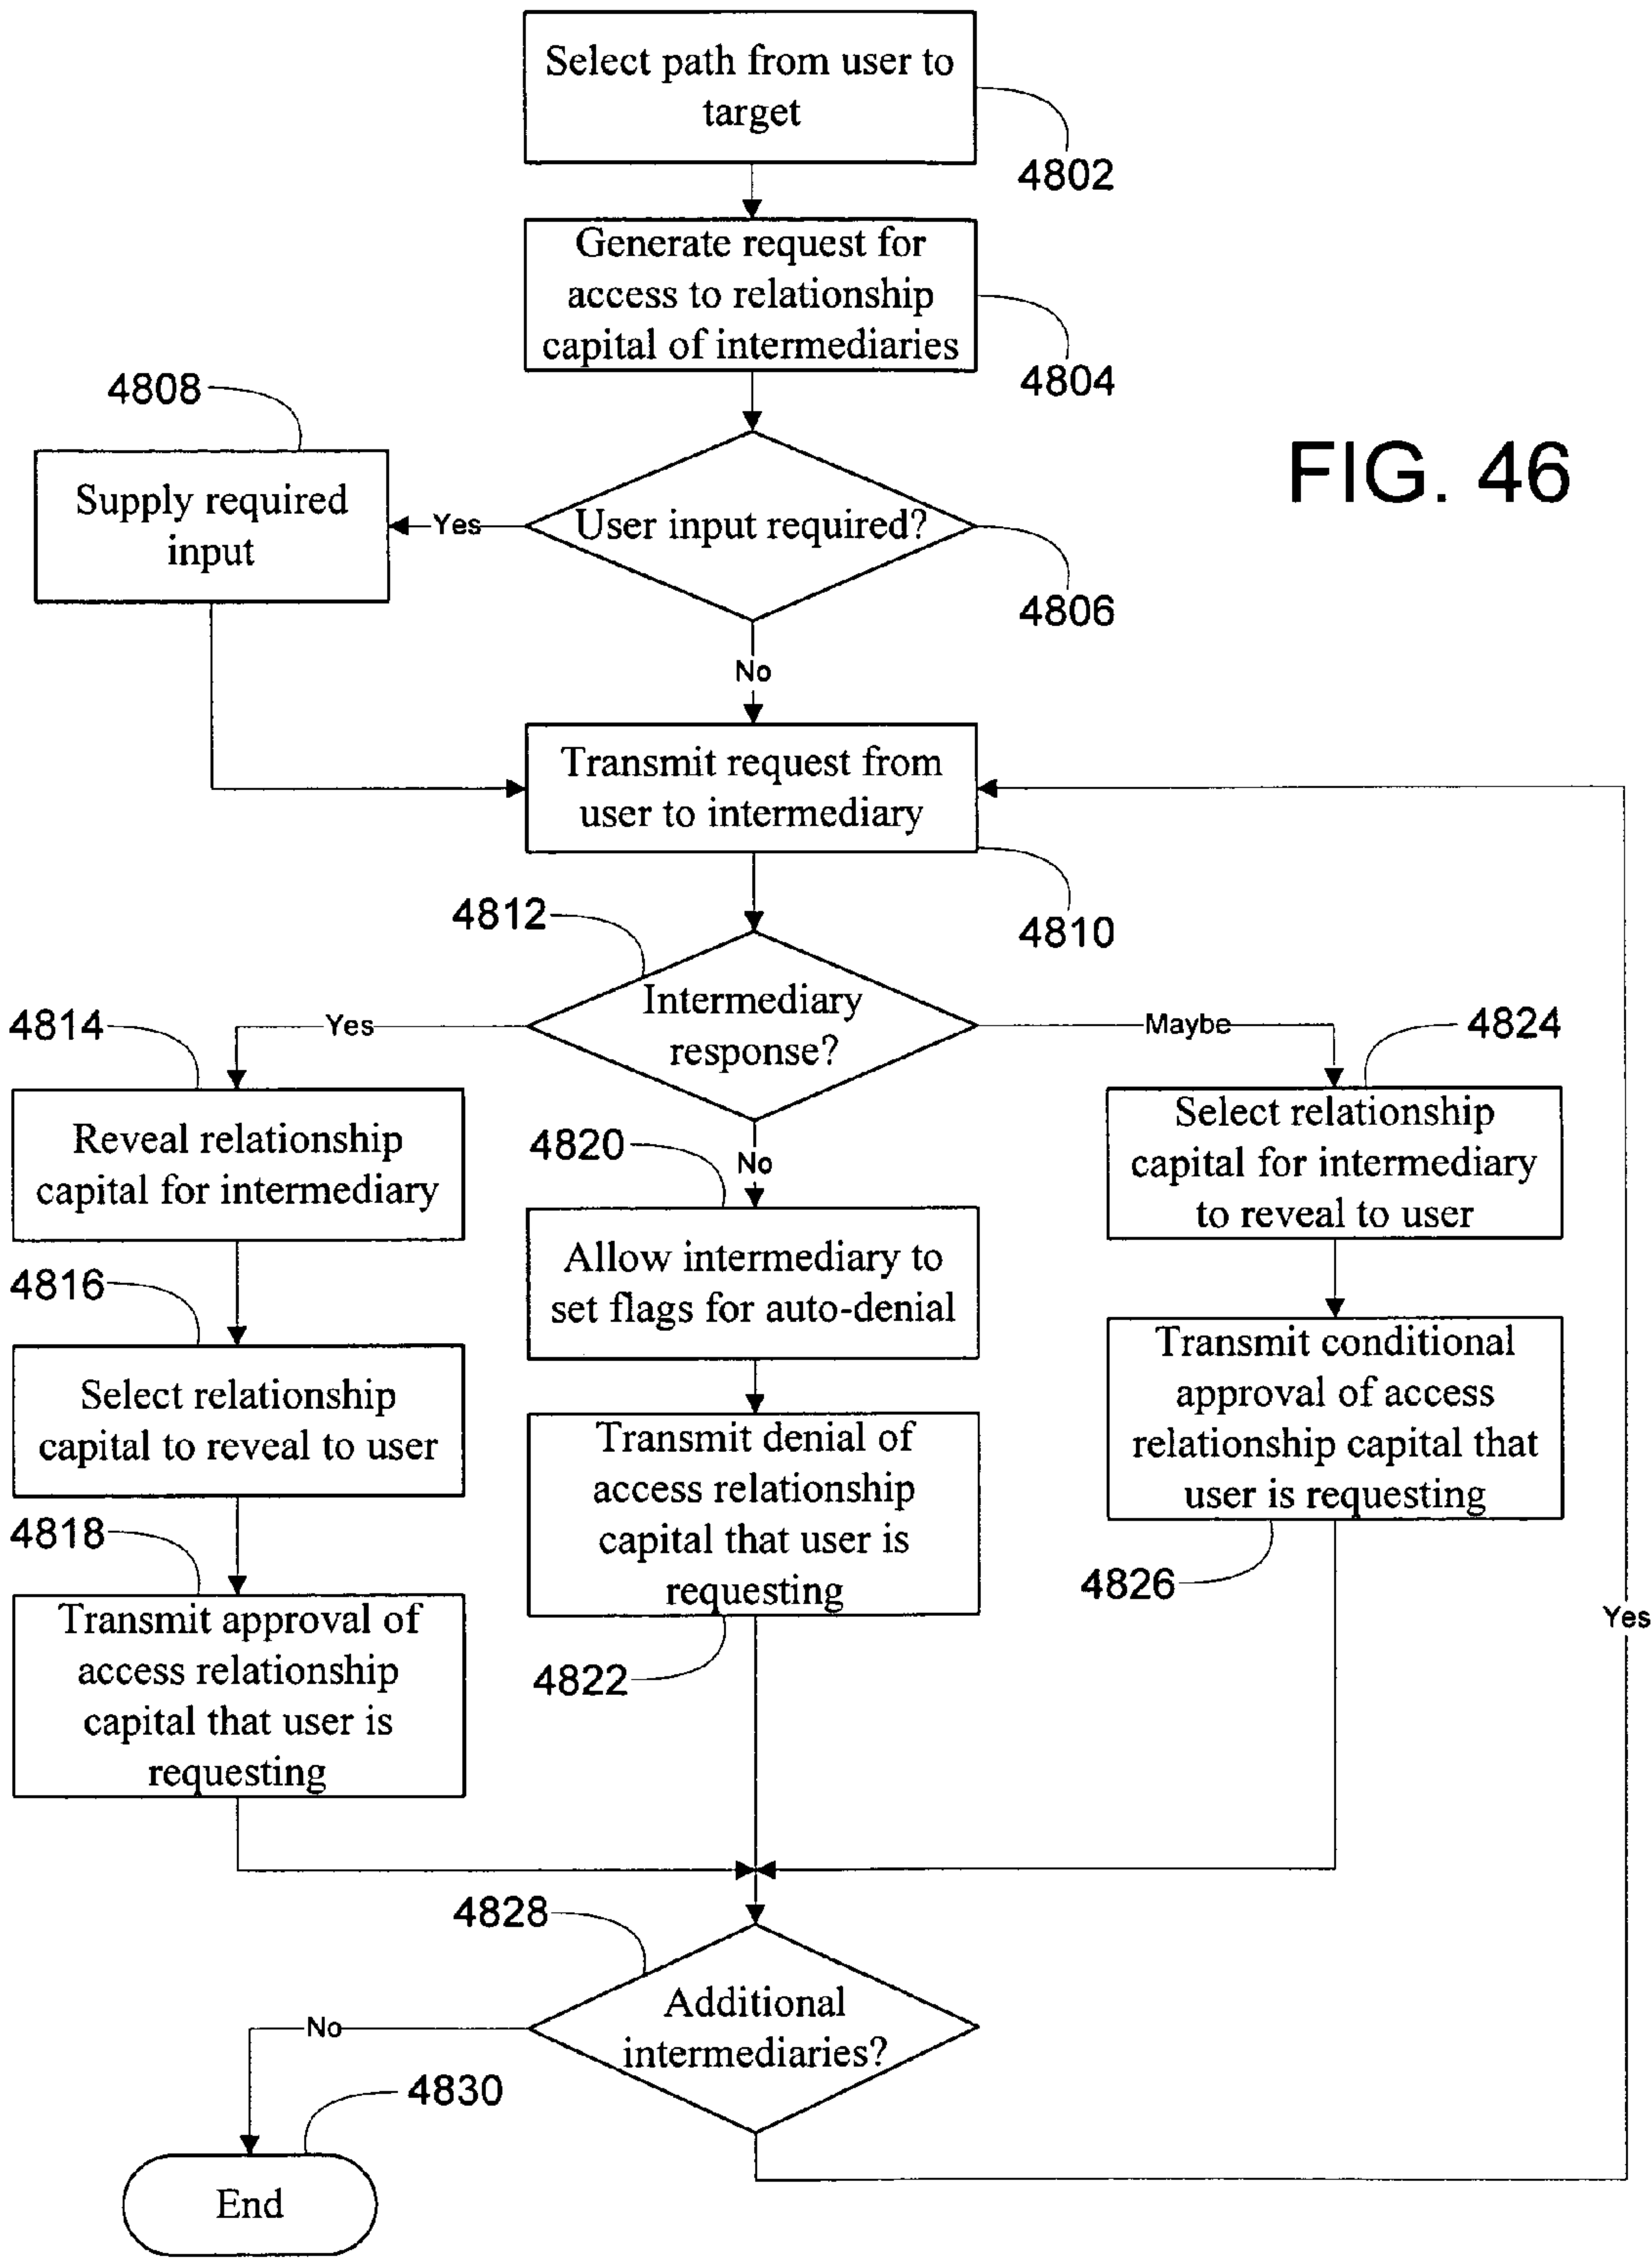 Select path from user to
target
4802
Generate request for
access to relationship
capital of intermediaries
4804
4808
FIG. 46
Supply required
input
Yes
User input required?
4806
No
Transmit request from
user to intermediary
4810
4812
Intermediary
response?
4814
Yes
Maybe
4824
Reveal relationship
capital for intermediary
4820
No
Select relationship
capital for intermediary
to reveal to user
4816
Allow intermediary to
set flags for auto-denial
Select relationship
capital to reveal to user
Transmit conditional
approval of access
relationship capital that
user is requesting
4818
Transmit denial of
access relationship
capital that user is
requesting
4826
Transmit approval of
access relationship
capital that user is
requesting
4822
Yes
4828
Additional
intermediaries?
No
4830
End